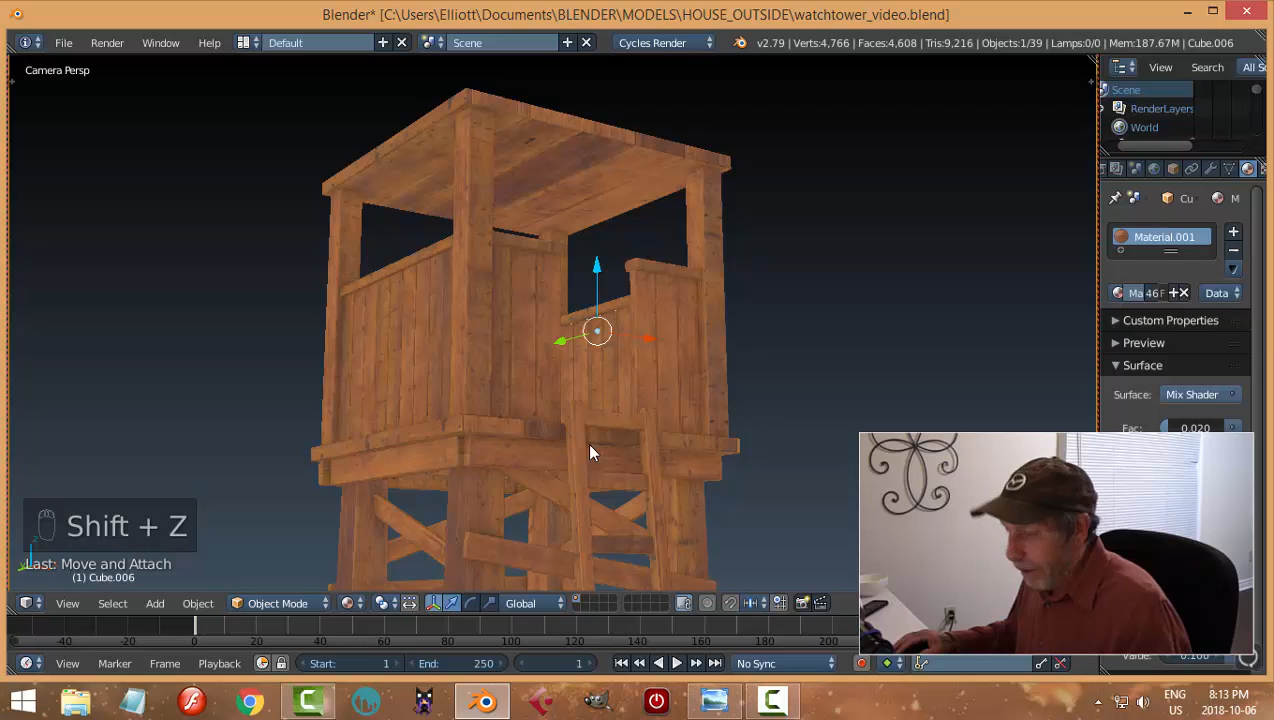 Blender* [C:\Users\Elliott\Documents\BLENDER\MODELS\HOUSE_OUTSIDE\watchtower_video.blend]
File Render Window Help Default Scene Cycles Render v2.79 | Verts:4,766 | Faces:4,608 | Tris:9,216 | Objects:1/39 | Lamps:0/0 | Mem:187.67M | Cube.006
View Search All Sc
Camera Persp
Scene
RenderLayers
World
Cu M
Material.001
Ma 46 F Data
Custom Properties
Preview
Surface
Surface: Mix Shader
Fac: 0.020
Shift + Z
Last: Move and Attach
(1) Cube.006
View Select Add Object Object Mode Global
-40 -20 0 20 40 60 80 100 120 140 160 180 200
View Marker Frame Playback Start: 1 End: 250 1 No Sync
ENG 8:13 PM
US 2018-10-06